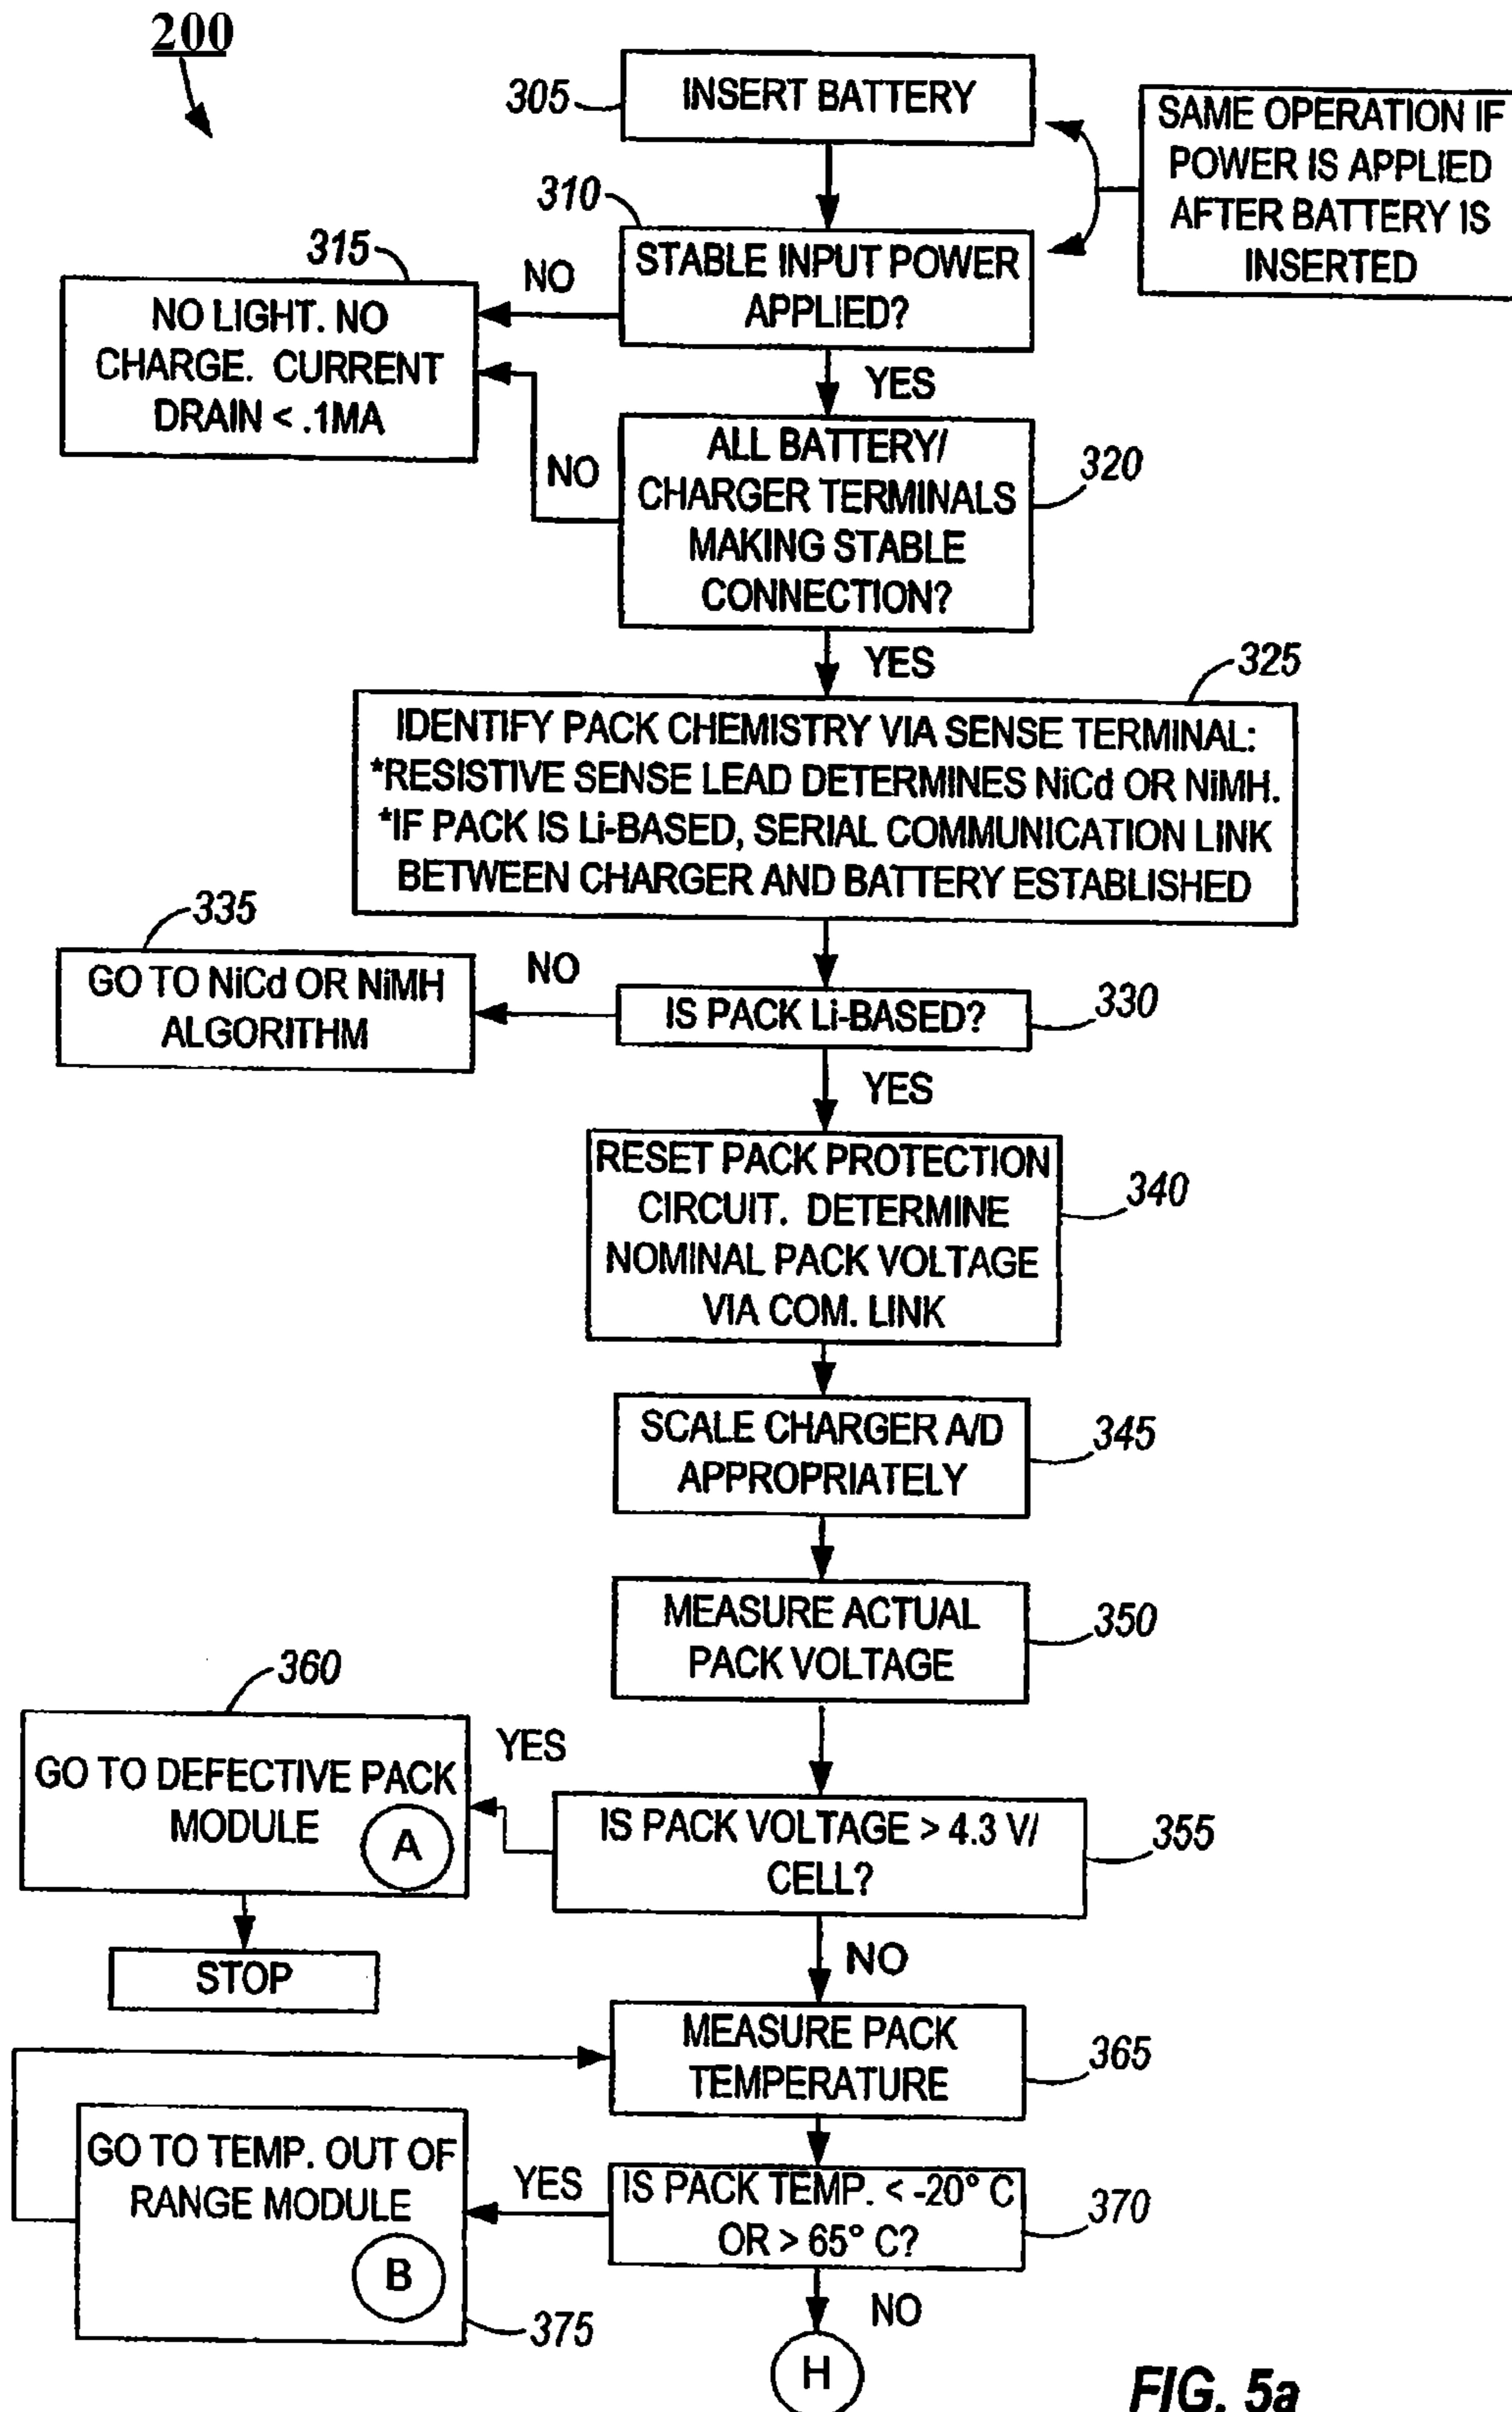 200
305
INSERT BATTERY
SAME OPERATION IF
POWER IS APPLIED
AFTER BATTERY IS
INSERTED
310
STABLE INPUT POWER
APPLIED?
NO
315
NO LIGHT. NO
CHARGE. CURRENT
DRAIN < .1MA
YES
ALL BATTERY/
CHARGER TERMINALS
MAKING STABLE
CONNECTION?
320
NO
YES
325
IDENTIFY PACK CHEMISTRY VIA SENSE TERMINAL:
*RESISTIVE SENSE LEAD DETERMINES NiCd OR NiMH.
*IF PACK IS Li-BASED, SERIAL COMMUNICATION LINK
BETWEEN CHARGER AND BATTERY ESTABLISHED
335
GO TO NiCd OR NiMH
ALGORITHM
NO
IS PACK Li-BASED?
330
YES
RESET PACK PROTECTION
CIRCUIT. DETERMINE
NOMINAL PACK VOLTAGE
VIA COM. LINK
340
SCALE CHARGER A/D
APPROPRIATELY
345
MEASURE ACTUAL
PACK VOLTAGE
350
360
GO TO DEFECTIVE PACK
MODULE
A
YES
IS PACK VOLTAGE > 4.3 V/
CELL?
355
STOP
NO
MEASURE PACK
TEMPERATURE
365
GO TO TEMP. OUT OF
RANGE MODULE
B
375
YES
IS PACK TEMP. < -20° C
OR > 65° C?
370
NO
H
FIG. 5a